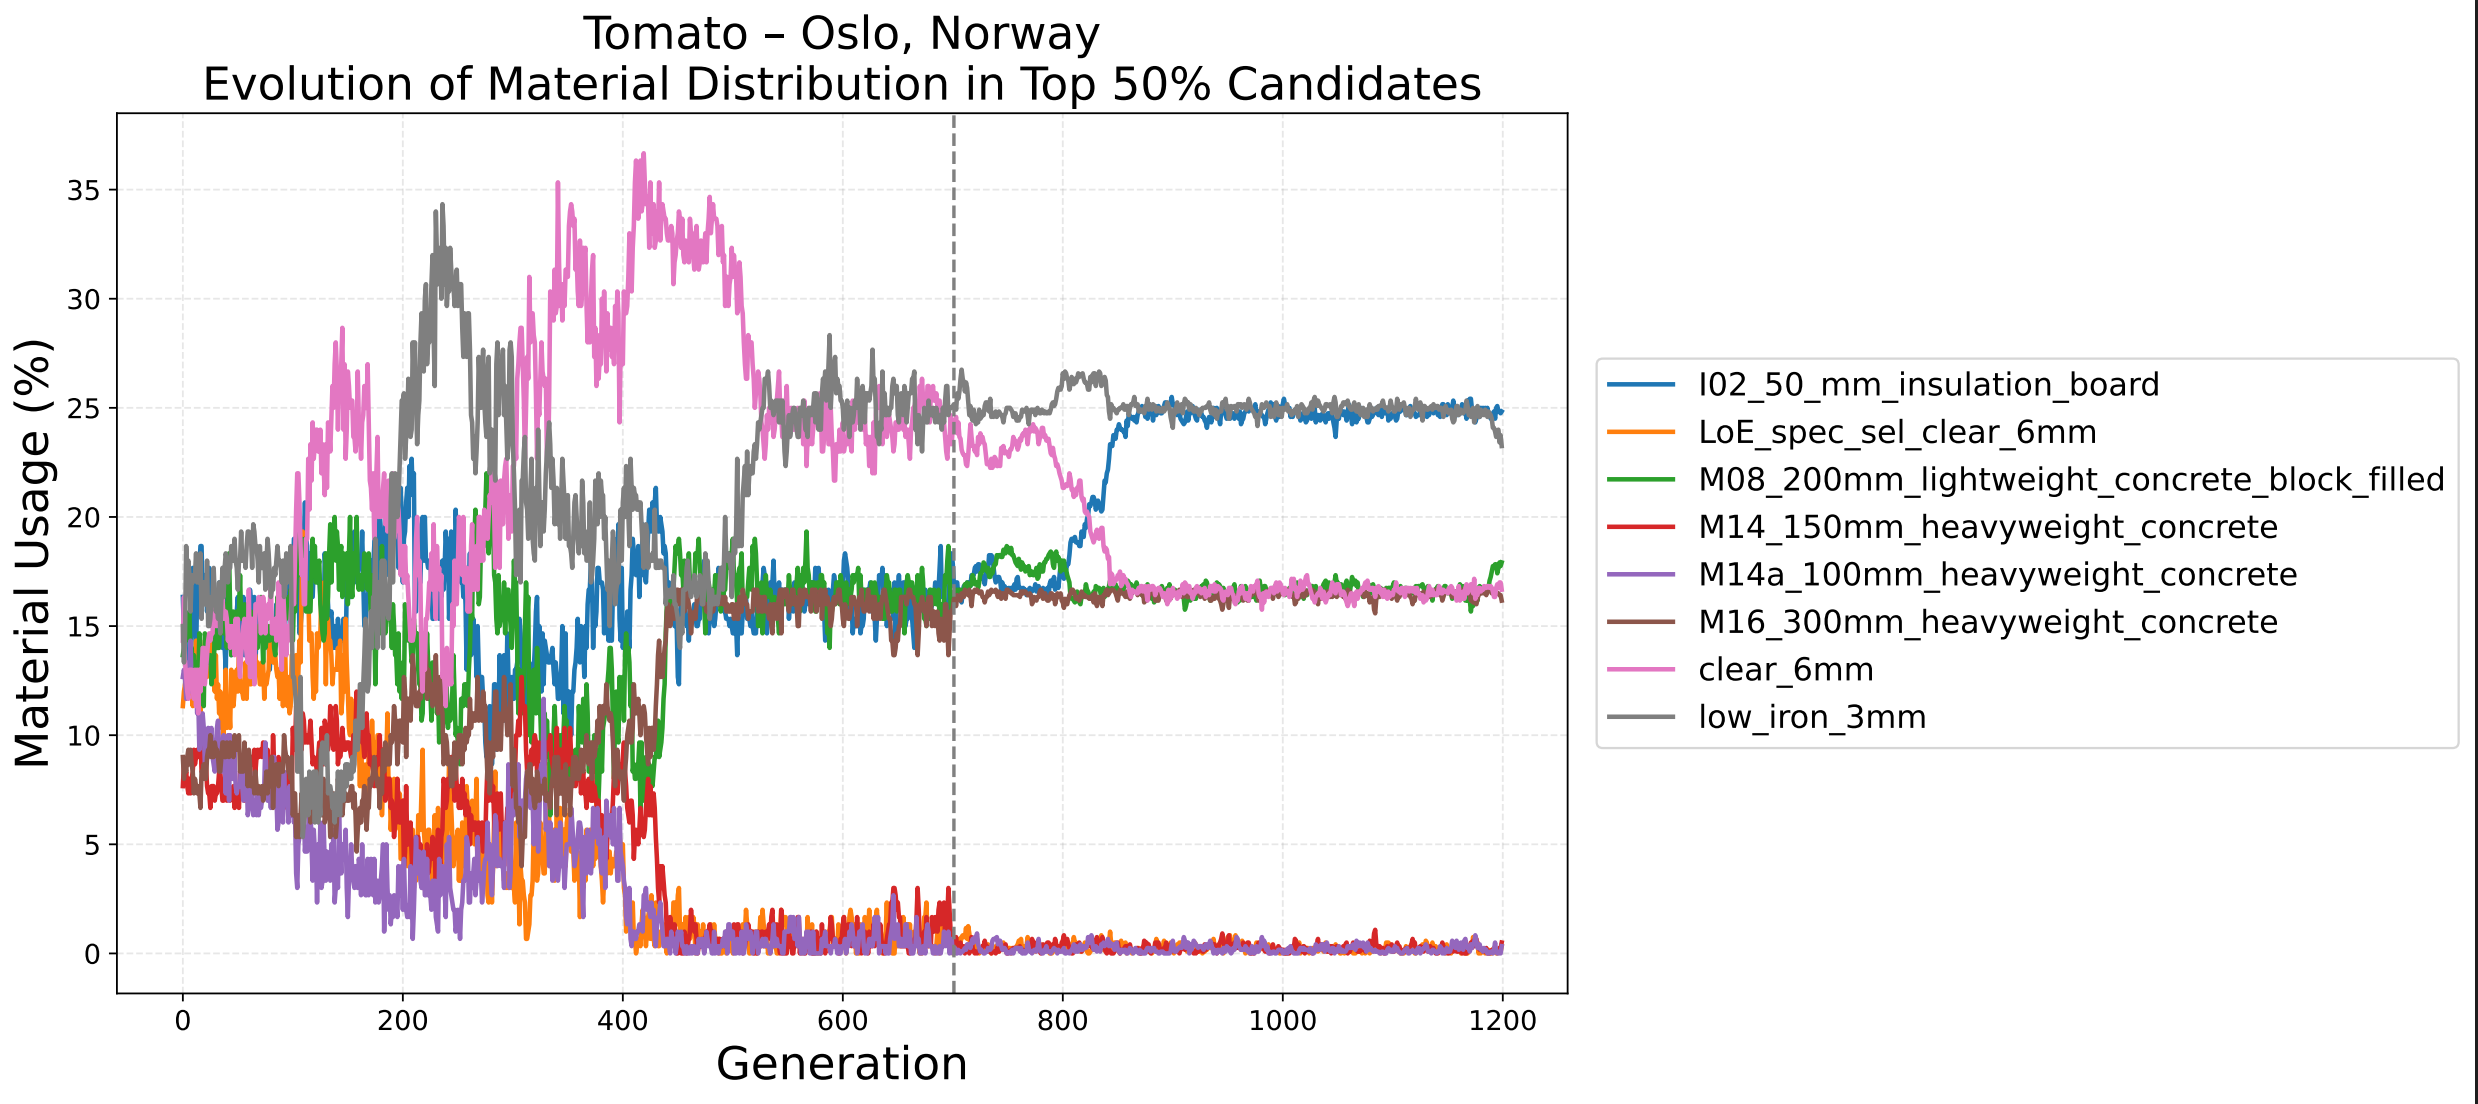 Tomato – Oslo, Norway
Evolution of Material Distribution in Top 50% Candidates
Material Usage (%)
35
30
25
20
15
10
5
0
0 200 400 600 800 1000 1200
Generation
I02_50_mm_insulation_board
LoE_spec_sel_clear_6mm
M08_200mm_lightweight_concrete_block_filled
M14_150mm_heavyweight_concrete
M14a_100mm_heavyweight_concrete
M16_300mm_heavyweight_concrete
clear_6mm
low_iron_3mm